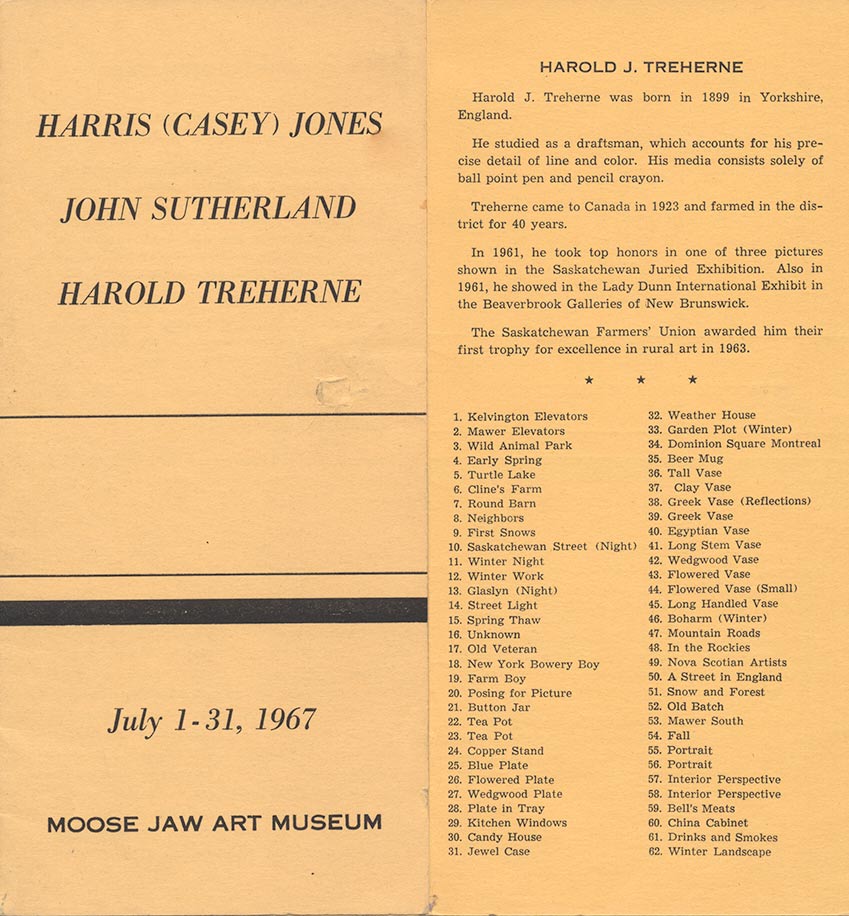 HARRIS (CASEY) JONES
JOHN SUTHERLAND
HAROLD TREHERNE
July 1-31, 1967
MOOSE JAW ART MUSEUM
HAROLD J. TREHERNE
Harold J. Treherne was born in 1899 in Yorkshire,
England.
He studied as a draftsman, which accounts for his pre-
cise detail of line and color. His media consists solely of
ball point pen and pencil crayon.
Treherne came to Canada in 1923 and farmed in the dis-
trict for 40 years.
In 1961, he took top honors in one of three pictures
shown in the Saskatchewan Juried Exhibition. Also in
1961, he showed in the Lady Dunn International Exhibit in
the Beaverbrook Galleries of New Brunswick.
The Saskatchewan Farmers' Union awarded him their
first trophy for excellence in rural art in 1963.
★ ★ ★
1. Kelvington Elevators
2. Mawer Elevators
3. Wild Animal Park
4. Early Spring
5. Turtle Lake
6. Cline's Farm
7. Round Barn
8. Neighbors
9. First Snows
10. Saskatchewan Street (Night)
11. Winter Night
12. Winter Work
13. Glaslyn (Night)
14. Street Light
15. Spring Thaw
16. Unknown
17. Old Veteran
18. New York Bowery Boy
19. Farm Boy
20. Posing for Picture
21. Button Jar
22. Tea Pot
23. Tea Pot
24. Copper Stand
25. Blue Plate
26. Flowered Plate
27. Wedgwood Plate
28. Plate in Tray
29. Kitchen Windows
30. Candy House
31. Jewel Case
32. Weather House
33. Garden Plot (Winter)
34. Dominion Square Montreal
35. Beer Mug
36. Tall Vase
37. Clay Vase
38. Greek Vase (Reflections)
39. Greek Vase
40. Egyptian Vase
41. Long Stem Vase
42. Wedgwood Vase
43. Flowered Vase
44. Flowered Vase (Small)
45. Long Handled Vase
46. Boharm (Winter)
47. Mountain Roads
48. In the Rockies
49. Nova Scotian Artists
50. A Street in England
51. Snow and Forest
52. Old Batch
53. Mawer South
54. Fall
55. Portrait
56. Portrait
57. Interior Perspective
58. Interior Perspective
59. Bell's Meats
60. China Cabinet
61. Drinks and Smokes
62. Winter Landscape